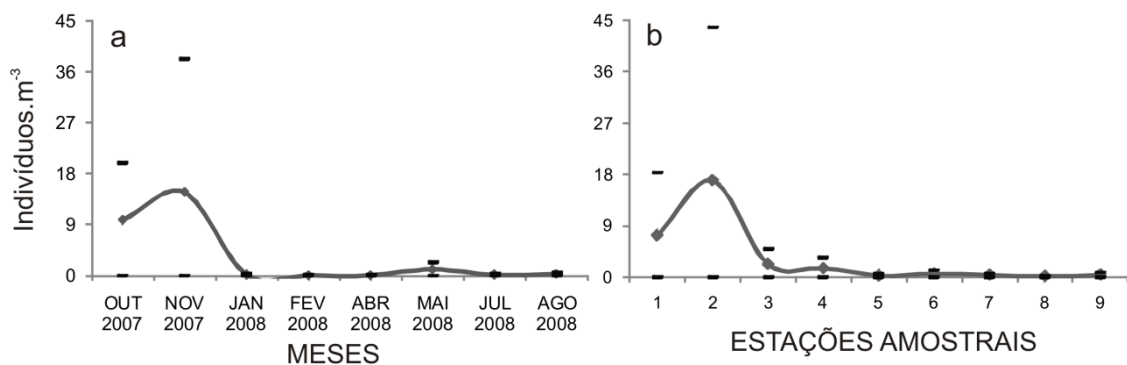 a
45
36
27
18
9
0
Indivíduos.m⁻³
OUT NOV JAN FEV ABR MAI JUL AGO
2007 2007 2008 2008 2008 2008 2008 2008
MESES
b
45
36
27
18
9
0
1 2 3 4 5 6 7 8 9
ESTAÇÕES AMOSTRAIS